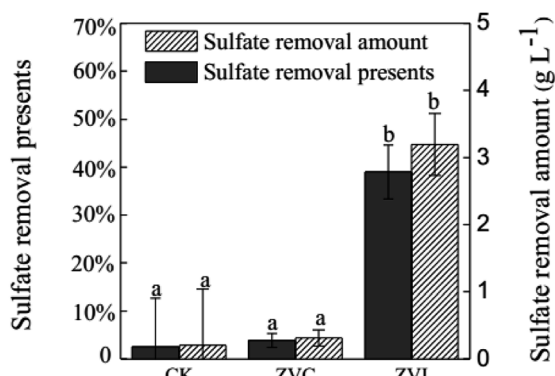 70%
60%
50%
40%
30%
20%
10%
0
Sulfate removal presents
Sulfate removal amount
Sulfate removal presents
a
a
a
a
b
b
5
4
3
2
1
0
Sulfate removal amount (g L⁻¹)
CK
ZVC
ZVI